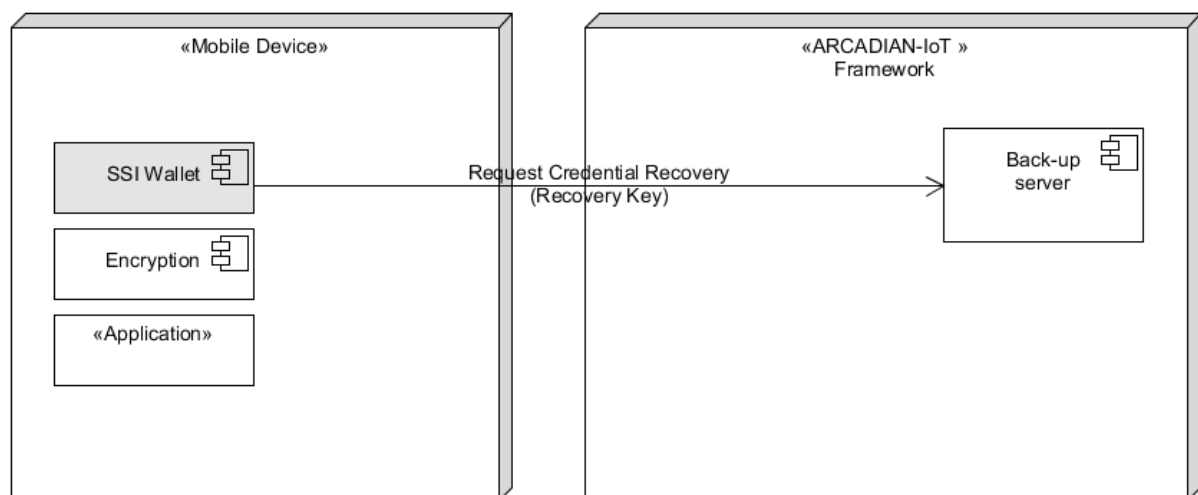 «Mobile Device»
SSI Wallet
Encryption
«Application»
Request Credential Recovery
(Recovery Key)
«ARCADIAN-IoT »
Framework
Back-up
server